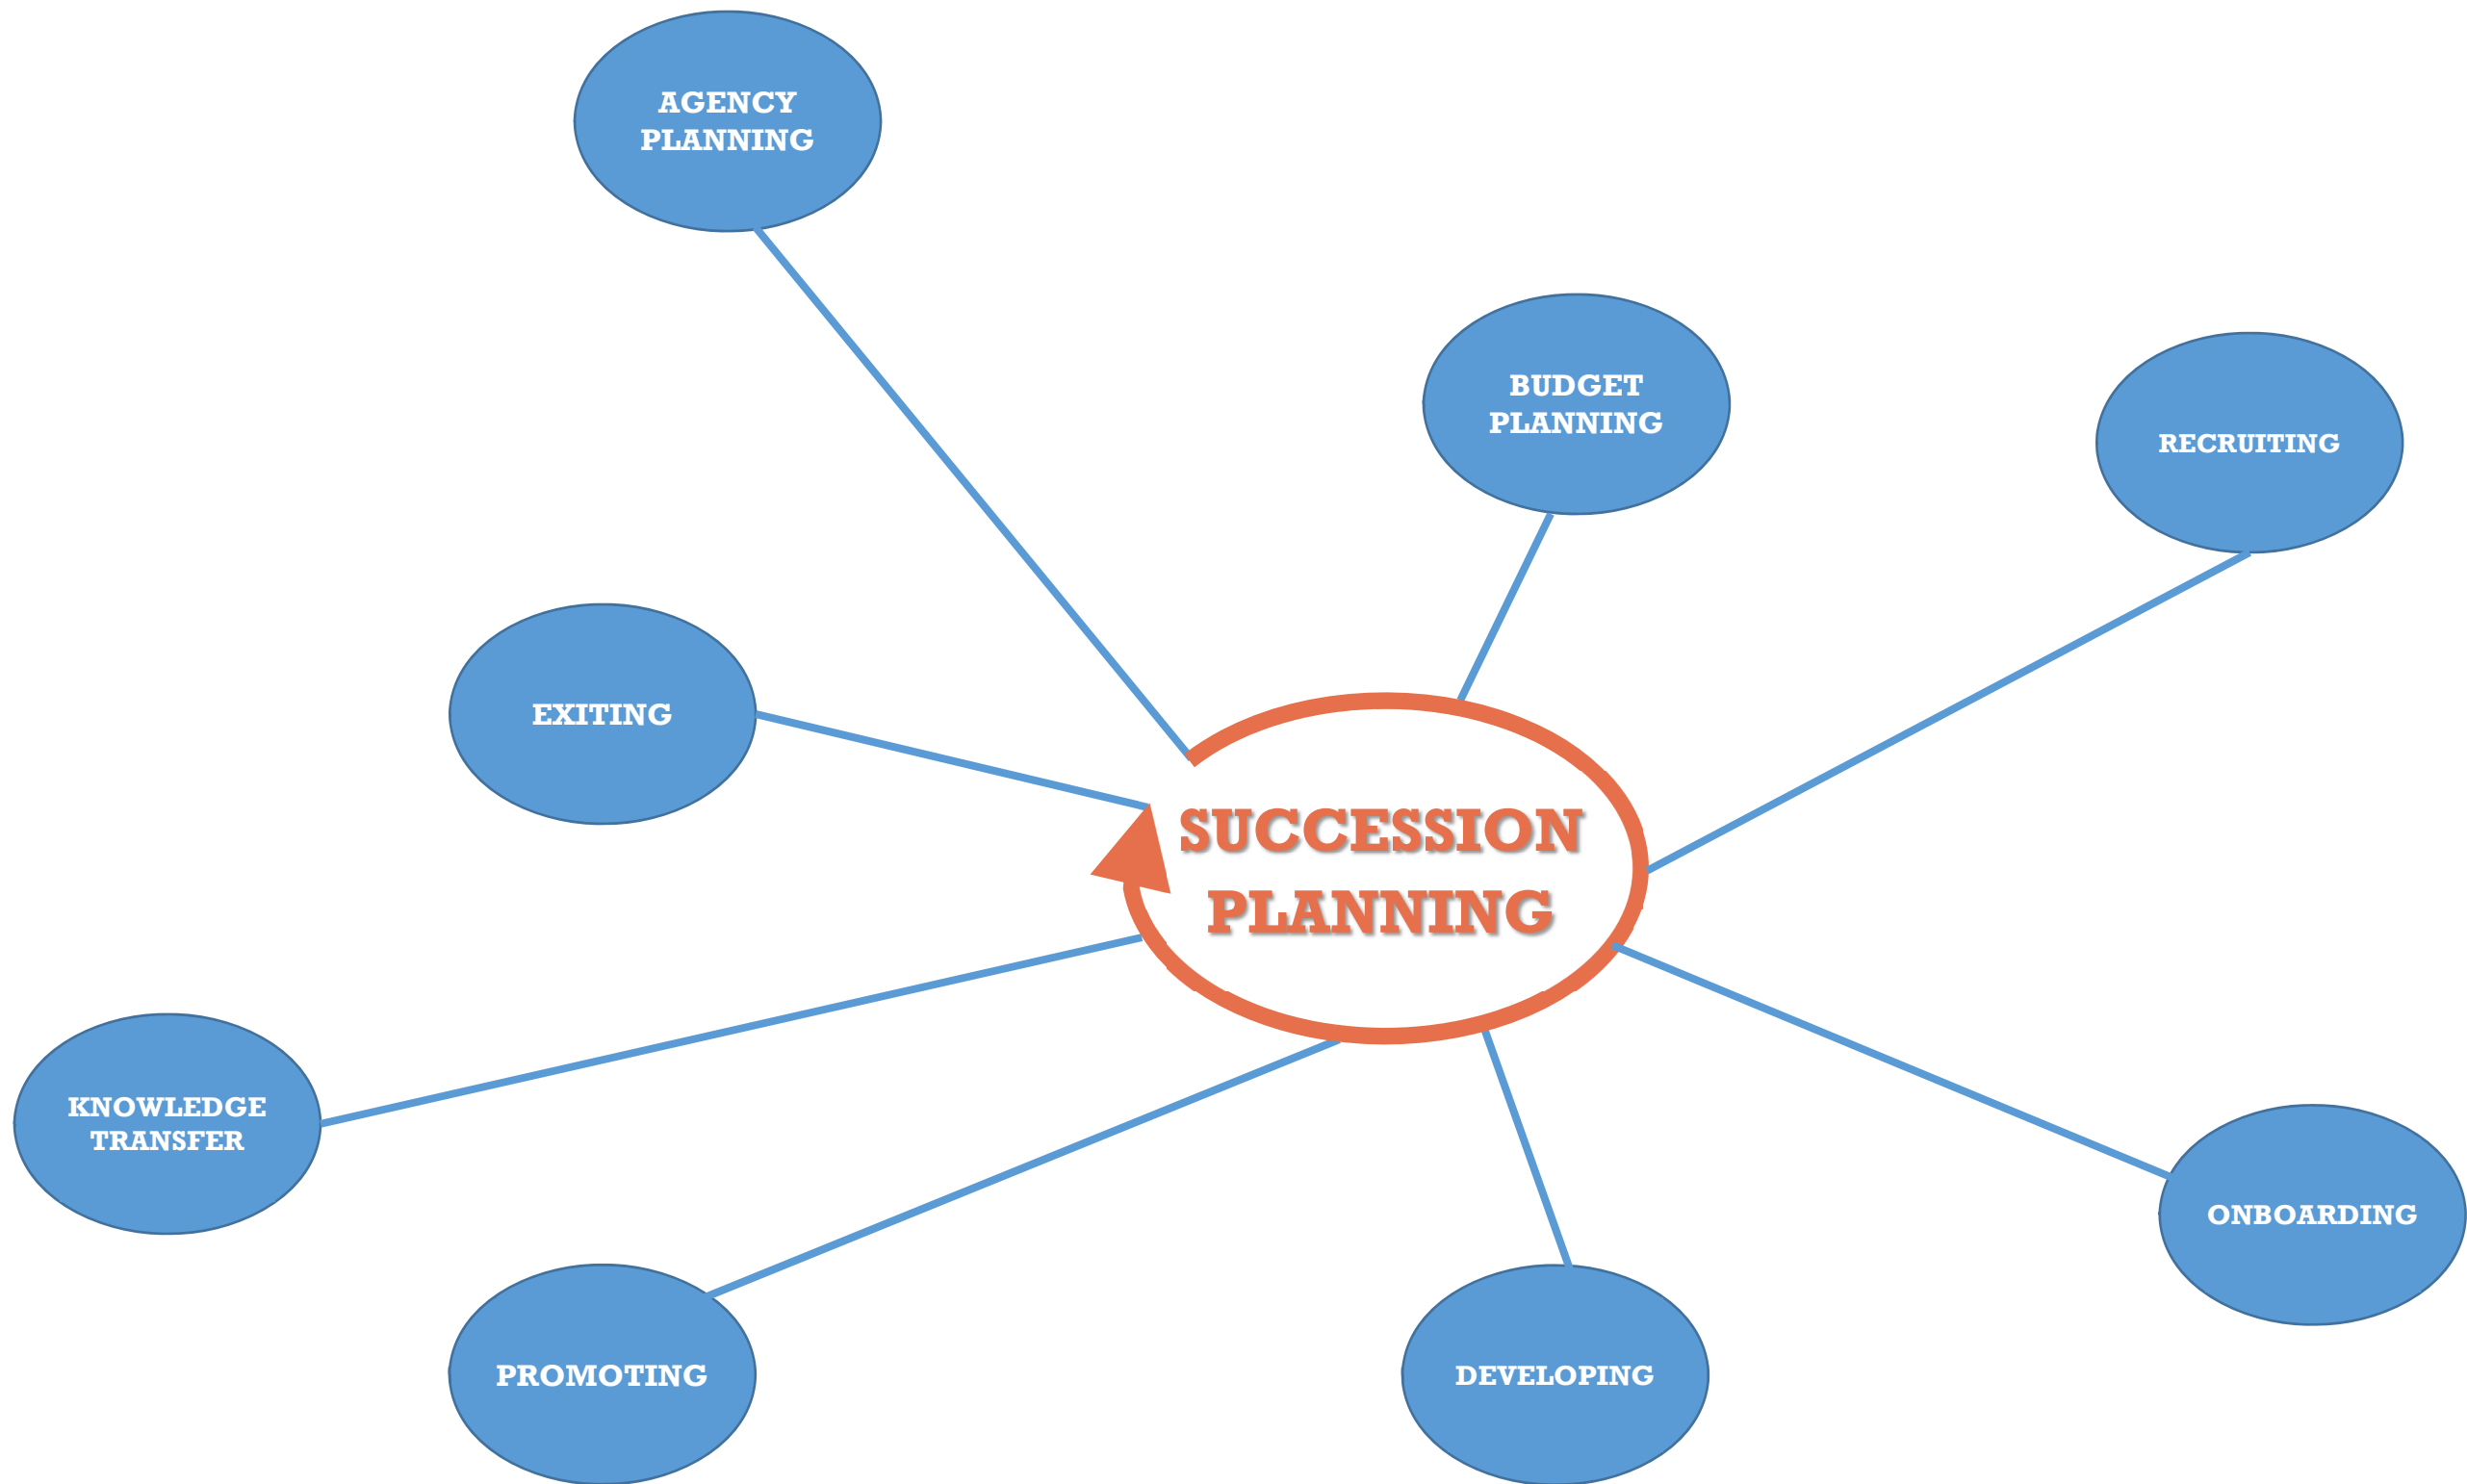 AGENCY
PLANNING
BUDGET
PLANNING
RECRUITING
EXITING
SUCCESSION
PLANNING
KNOWLEDGE
TRANSFER
ONBOARDING
PROMOTING
DEVELOPING